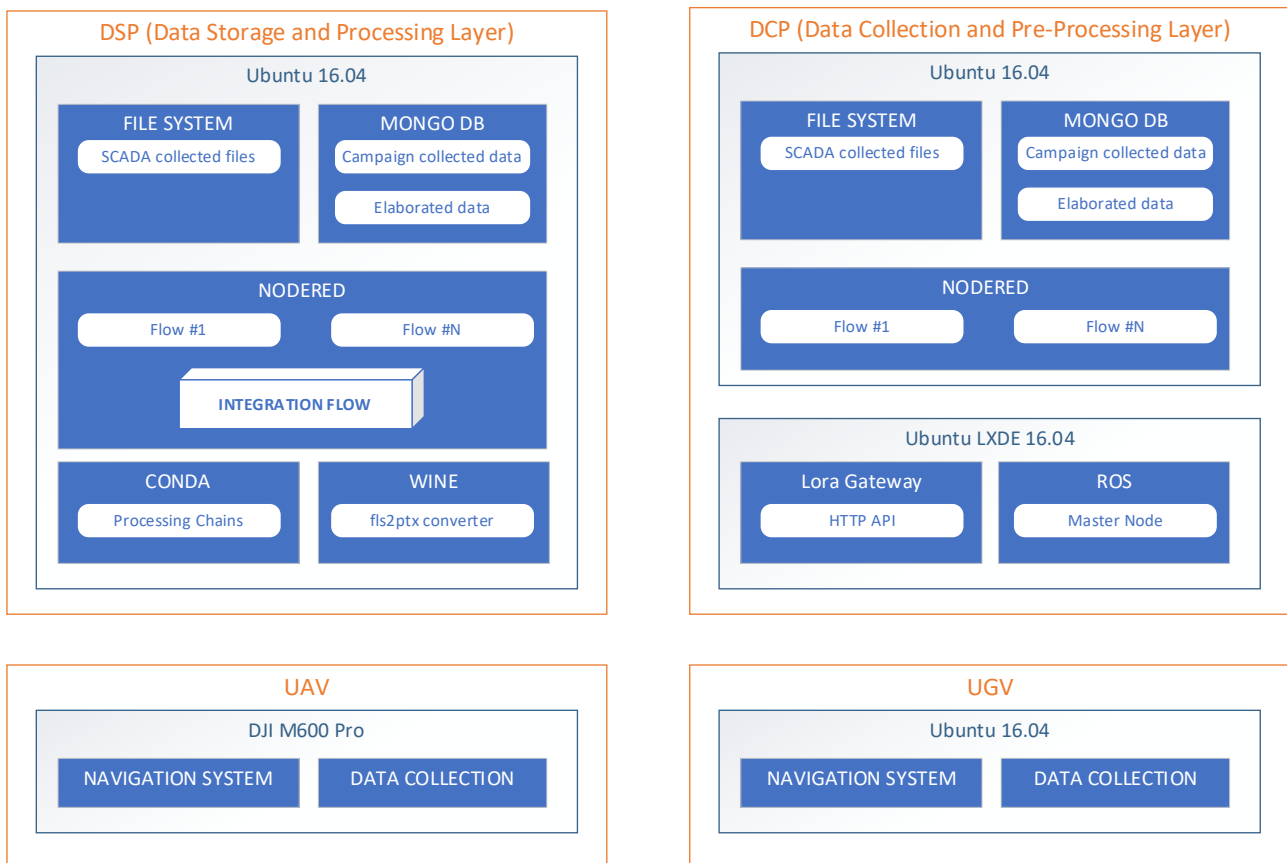 DSP (Data Storage and Processing Layer)
Ubuntu 16.04
FILE SYSTEM
SCADA collected files
MONGO DB
Campaign collected data
Elaborated data
NODERED
Flow #1
Flow #N
INTEGRATION FLOW
CONDA
Processing Chains
WINE
fls2ptx converter
DCP (Data Collection and Pre-Processing Layer)
Ubuntu 16.04
FILE SYSTEM
SCADA collected files
MONGO DB
Campaign collected data
Elaborated data
NODERED
Flow #1
Flow #N
Ubuntu LXDE 16.04
Lora Gateway
HTTP API
ROS
Master Node
UAV
DJI M600 Pro
NAVIGATION SYSTEM
DATA COLLECTION
UGV
Ubuntu 16.04
NAVIGATION SYSTEM
DATA COLLECTION